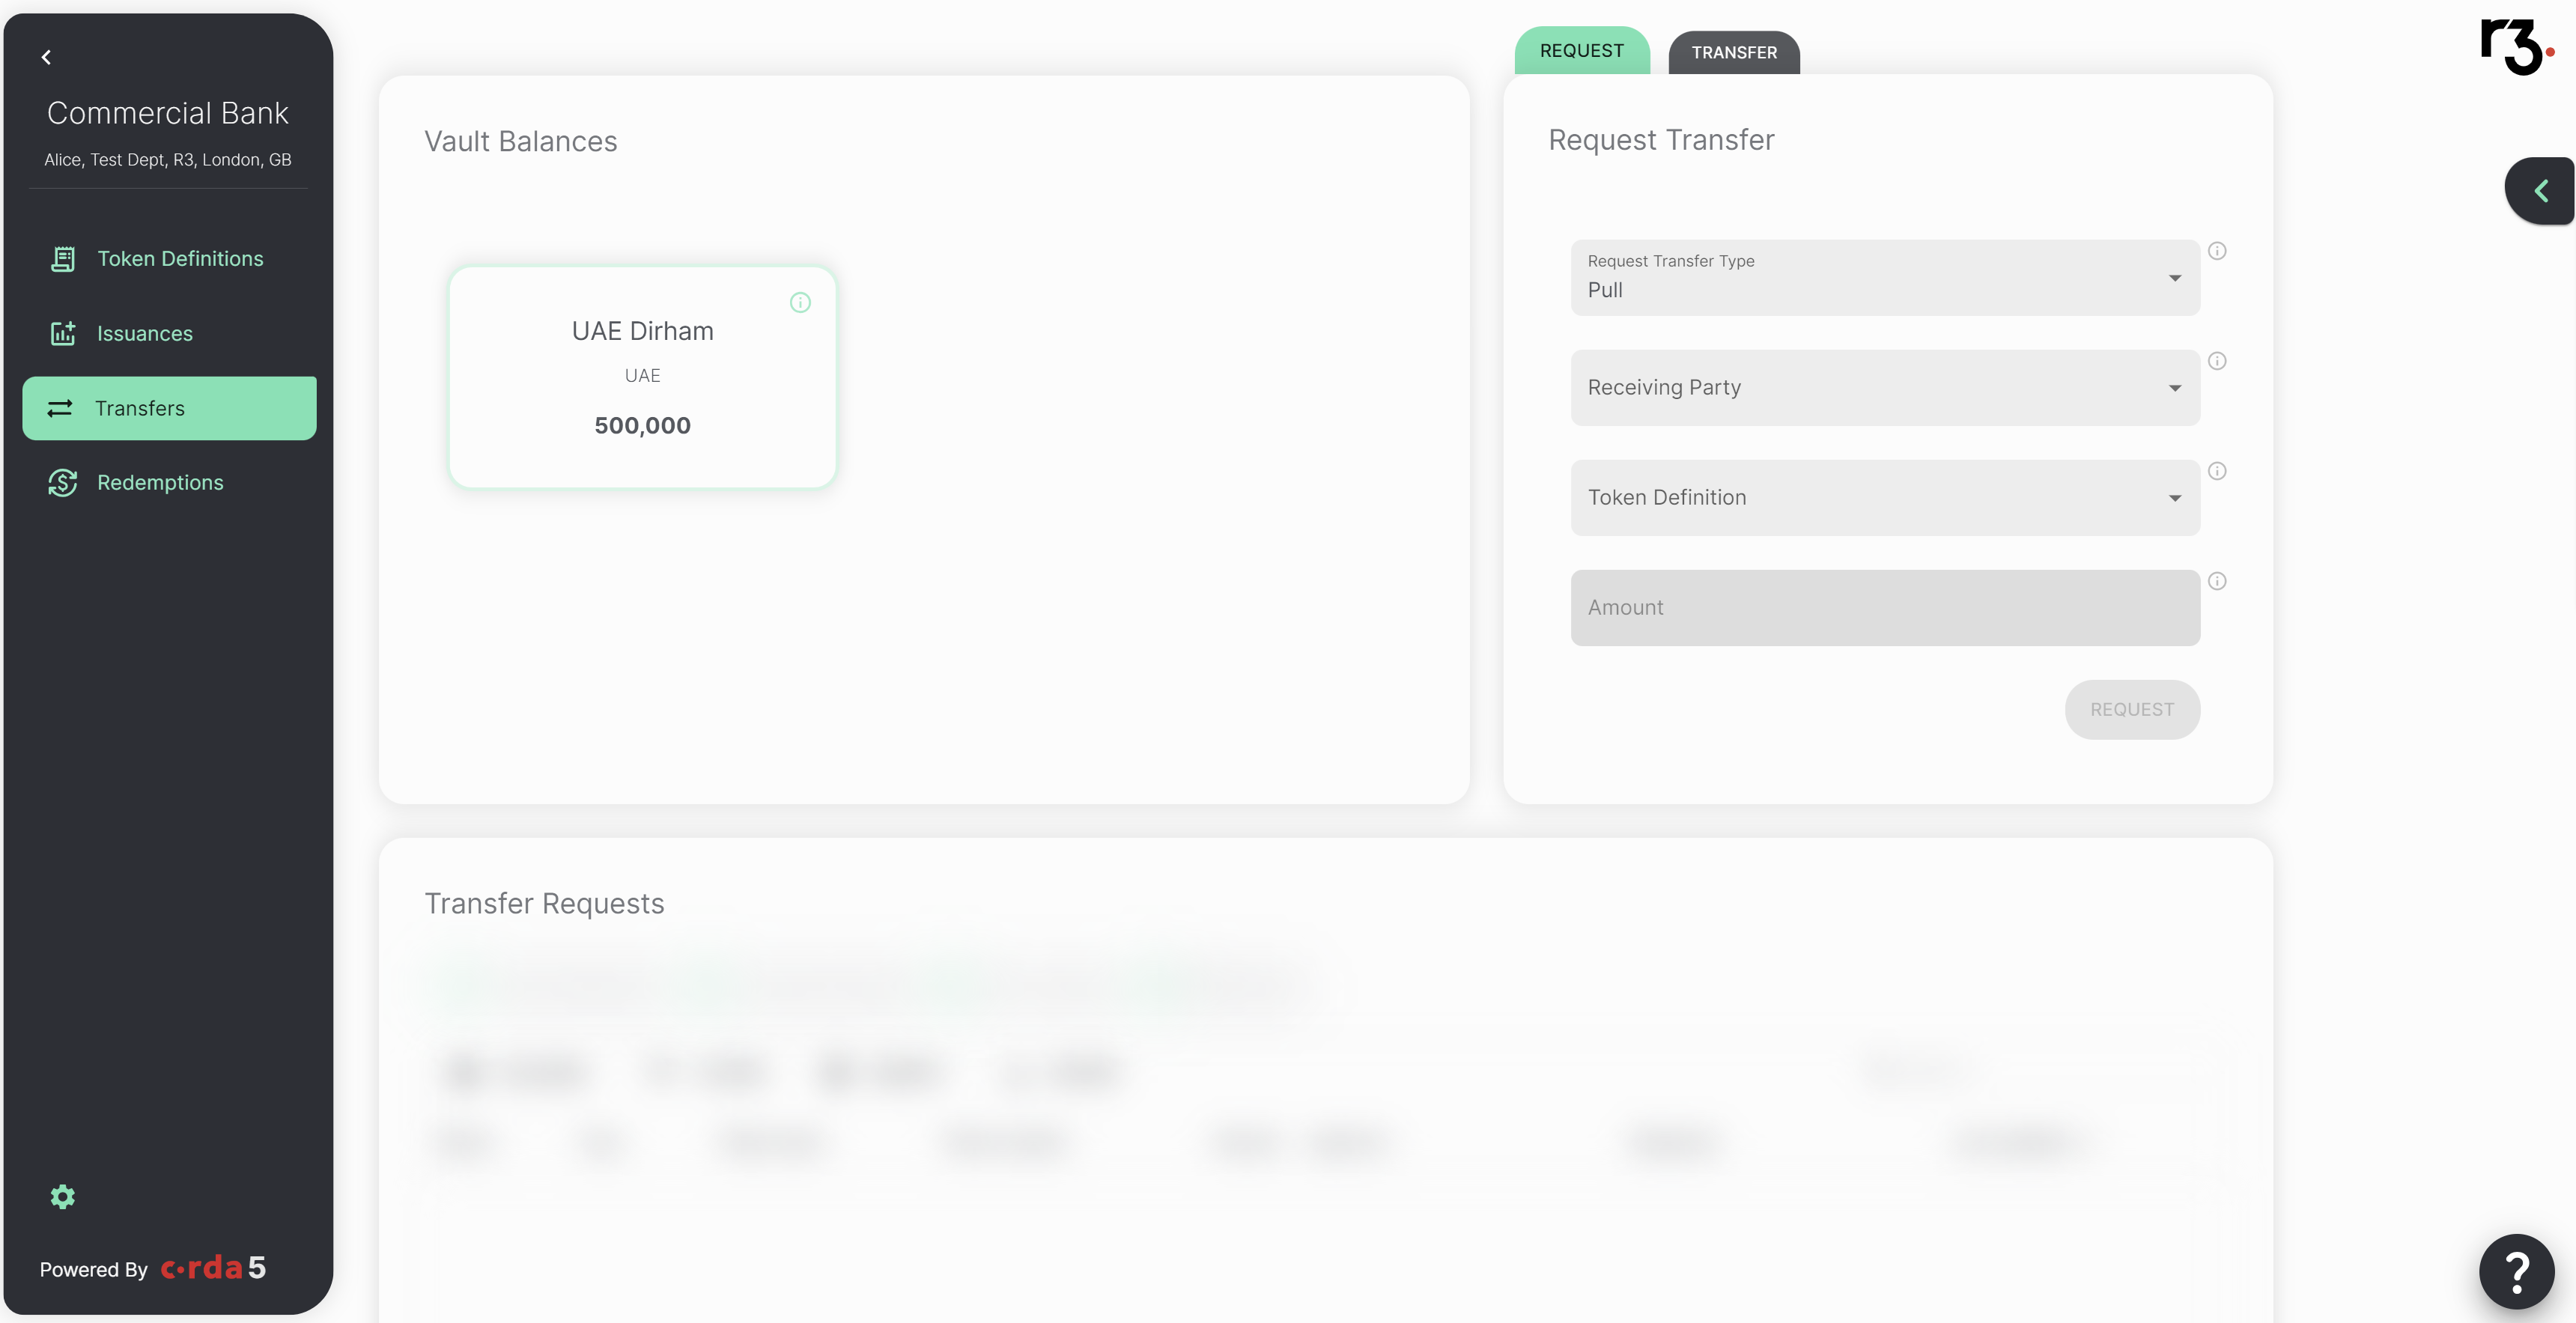 Commercial Bank
Alice, Test Dept, R3, London, GB
Token Definitions
Issuances
Transfers
Redemptions
Powered By c·rda 5
Vault Balances
UAE Dirham
UAE
500,000
REQUEST
TRANSFER
Request Transfer
Request Transfer Type
Pull
Receiving Party
Token Definition
Amount
REQUEST
r3.
Transfer Requests
?